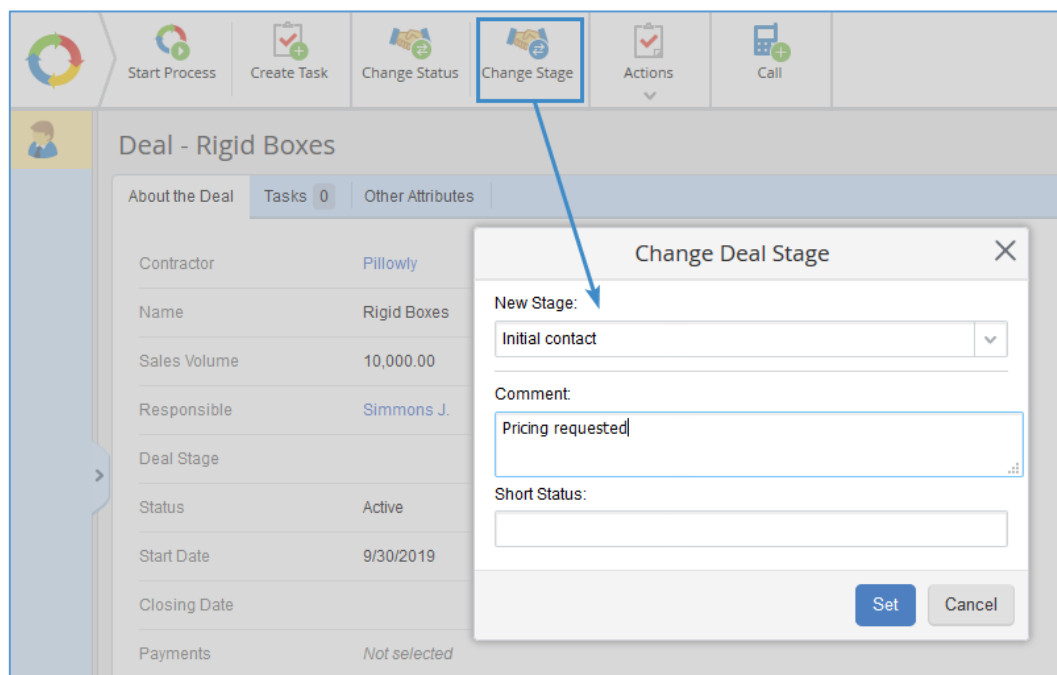 Start Process
Create Task
Change Status
Change Stage
Actions
Call
Deal - Rigid Boxes
About the Deal
Tasks 0
Other Attributes
Contractor Pillowly
Name Rigid Boxes
Sales Volume 10,000.00
Responsible Simmons J.
Deal Stage
Status Active
Start Date 9/30/2019
Closing Date
Payments Not selected
Change Deal Stage
New Stage:
Initial contact
Comment:
Pricing requested
Short Status:
Set
Cancel